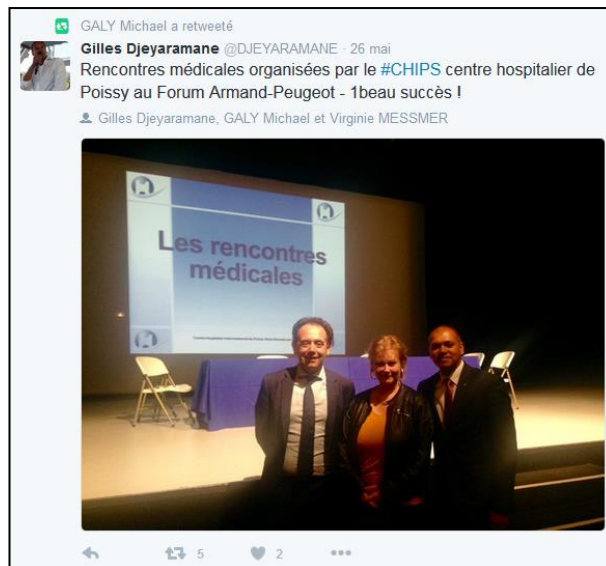 GALY Michael a retweeté
Gilles Djeyaramane @DJEYARAMANE · 26 mai
Rencontres médicales organisées par le #CHIPS centre hospitalier de
Poissy au Forum Armand-Peugeot - 1beau succès !
Gilles Djeyaramane, GALY Michael et Virginie MESSMER
Les rencontres
médicales
5 2